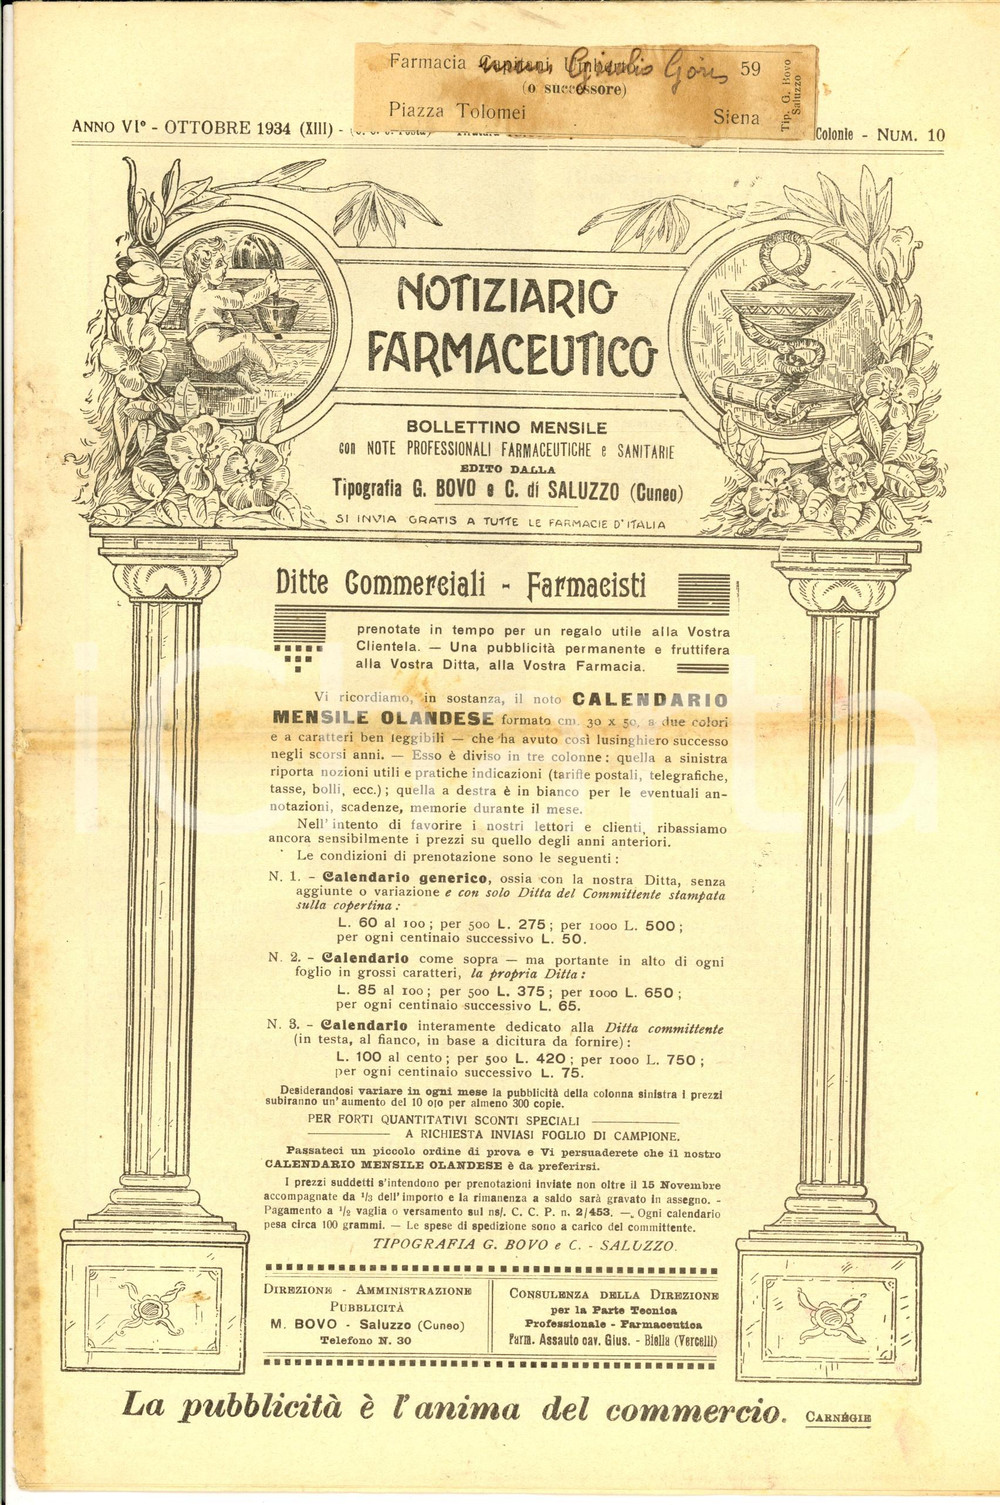 Farmacia Capitani Umberto Giulio Goris 59
(o successore)
Piazza Tolomei Siena
Tip. G. Bovo
Saluzzo
ANNO VI° - OTTOBRE 1934 (XIII) - Colonie - NUM. 10
NOTIZIARIO
FARMACEUTICO
BOLLETTINO MENSILE
con NOTE PROFESSIONALI FARMACEUTICHE e SANITARIE
EDITO DALLA
Tipografia G. BOVO e C. di SALUZZO (Cuneo)
SI INVIA GRATIS A TUTTE LE FARMACIE D'ITALIA
Ditte Commerciali - Farmacisti
prenotate in tempo per un regalo utile alla Vostra
Clientela. — Una pubblicità permanente e fruttifera
alla Vostra Ditta, alla Vostra Farmacia.
Vi ricordiamo, in sostanza, il noto CALENDARIO
MENSILE OLANDESE formato cm. 30 x 50, a due colori
e a caratteri ben leggibili — che ha avuto così lusinghiero successo
negli scorsi anni. — Esso è diviso in tre colonne: quella a sinistra
riporta nozioni utili e pratiche indicazioni (tariffe postali, telegrafiche,
tasse, bolli, ecc.); quella a destra è in bianco per le eventuali an-
notazioni, scadenze, memorie durante il mese.
Nell'intento di favorire i nostri lettori e clienti, ribassiamo
ancora sensibilmente i prezzi su quello degli anni anteriori.
Le condizioni di prenotazione sono le seguenti:
N. 1. - Calendario generico, ossia con la nostra Ditta, senza
aggiunte o variazione e con solo Ditta del Committente stampata
sulla copertina:
L. 60 al 100; per 500 L. 275; per 1000 L. 500;
per ogni centinaio successivo L. 50.
N. 2. - Calendario come sopra — ma portante in alto di ogni
foglio in grossi caratteri, la propria Ditta:
L. 85 al 100; per 500 L. 375; per 1000 L. 650;
per ogni centinaio successivo L. 65.
N. 3. - Calendario interamente dedicato alla Ditta committente
(in testa, al fianco, in base a dicitura da fornire):
L. 100 al cento; per 500 L. 420; per 1000 L. 750;
per ogni centinaio successivo L. 75.
Desiderandosi variare in ogni mese la pubblicità della colonna sinistra i prezzi
subiranno un'aumento del 10 o|o per almeno 300 copie.
PER FORTI QUANTITATIVI SCONTI SPECIALI
A RICHIESTA INVIASI FOGLIO DI CAMPIONE.
Passateci un piccolo ordine di prova e Vi persuaderete che il nostro
CALENDARIO MENSILE OLANDESE è da preferirsi.
I prezzi suddetti s'intendono per prenotazioni inviate non oltre il 15 Novembre
accompagnate da 1/3 dell'importo e la rimanenza a saldo sarà gravato in assegno. -
Pagamento a 1/2 vaglia o versamento sul ns/. C. C. P. n. 2/453. —. Ogni calendario
pesa circa 100 grammi. — Le spese di spedizione sono a carico del committente.
TIPOGRAFIA G. BOVO e C. - SALUZZO.
DIREZIONE - AMMINISTRAZIONE
PUBBLICITÀ
M. BOVO - Saluzzo (Cuneo)
Telefono N. 30
CONSULENZA DELLA DIREZIONE
per la Parte Tecnica
Professionale - Farmaceutica
Farm. Assauto cav. Gius. - Biella (Vercelli)
La pubblicità è l'anima del commercio. CARNÉGIE